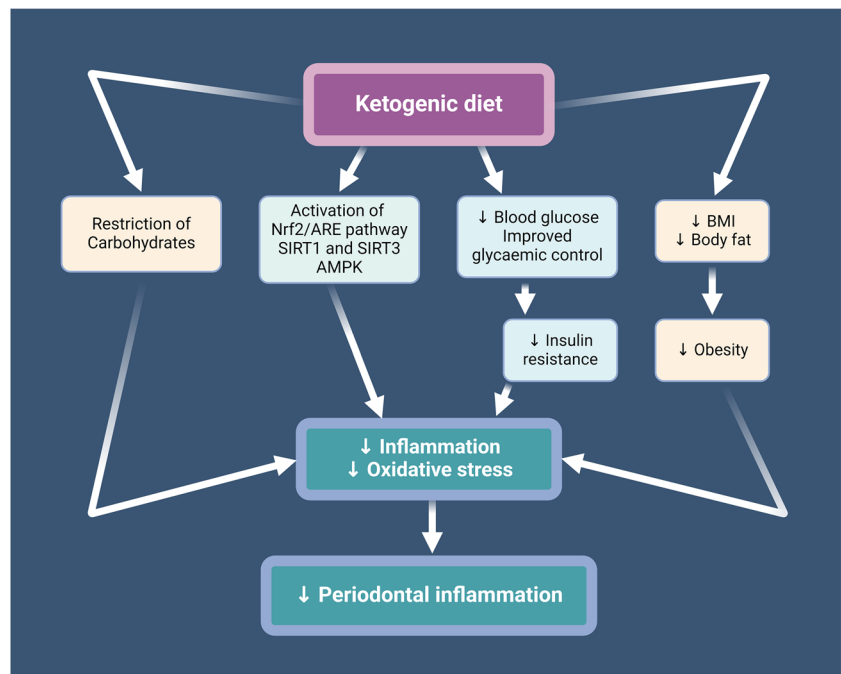 Ketogenic diet
Restriction of
Carbohydrates
Activation of
Nrf2/ARE pathway
SIRT1 and SIRT3
AMPK
↓ Blood glucose
Improved
glycaemic control
↓ BMI
↓ Body fat
↓ Insulin
resistance
↓ Obesity
↓ Inflammation
↓ Oxidative stress
↓ Periodontal inflammation